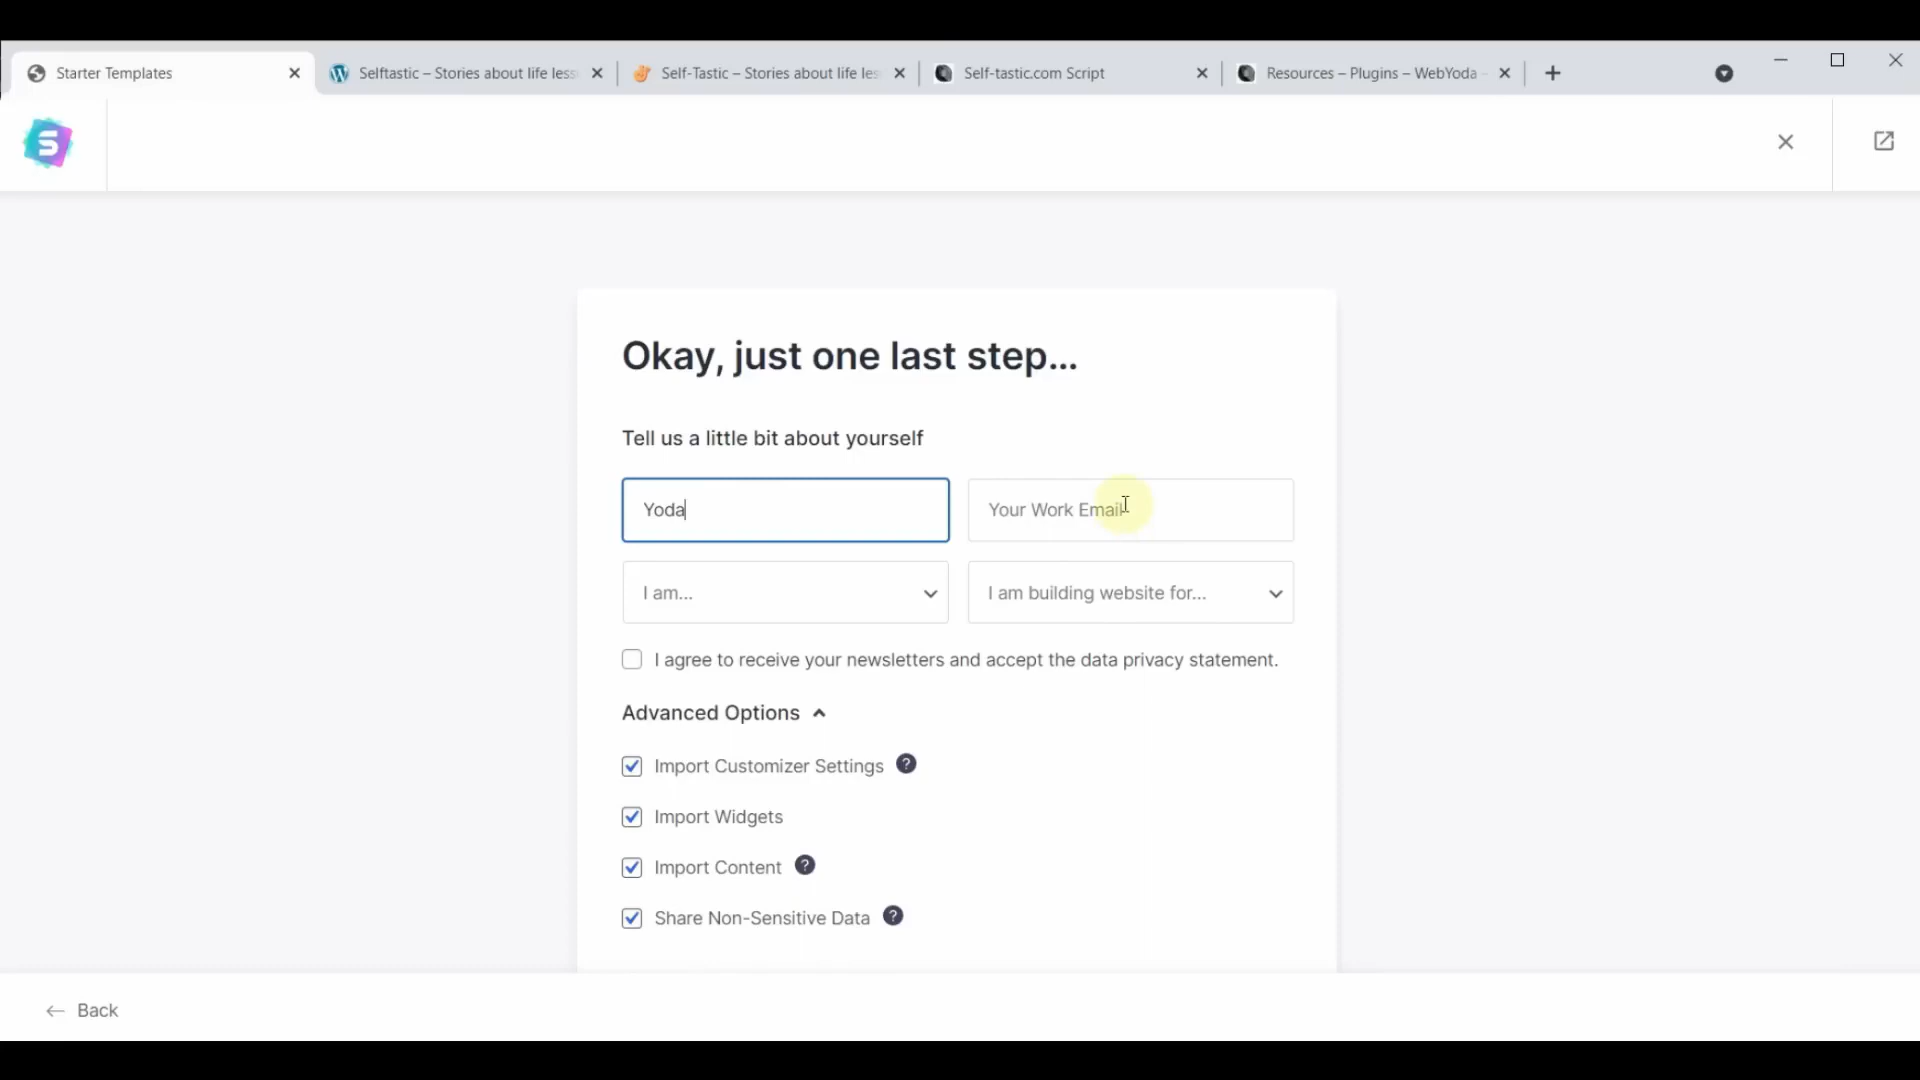 Starter Templates
Selftastic – Stories about life less
Self-Tastic – Stories about life les
Self-tastic.com Script
Resources – Plugins – WebYoda -
S
Okay, just one last step...
Tell us a little bit about yourself
Yoda
Your Work Email
I am...
I am building website for...
I agree to receive your newsletters and accept the data privacy statement.
Advanced Options
Import Customizer Settings ?
Import Widgets
Import Content ?
Share Non-Sensitive Data ?
← Back